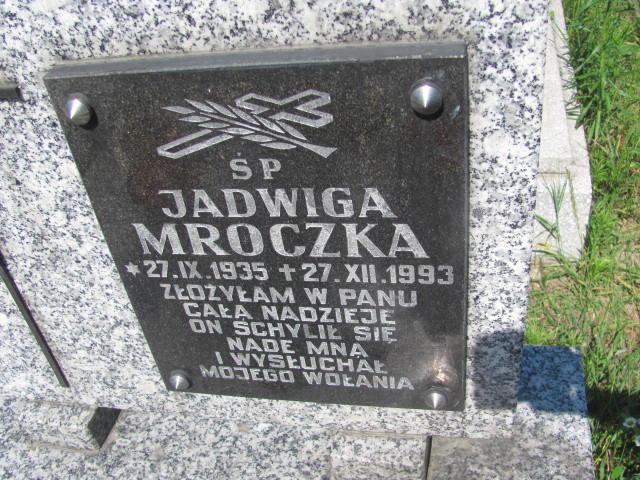 ŚP
JADWIGA
MROCZKA
* 27.IX.1935 + 27.XII.1993
ZŁOŻYŁAM W PANU
CAŁĄ NADZIEJĘ
ON SCHYLIŁ SIĘ
NADE MNĄ
I WYSŁUCHAŁ
MOJEGO WOŁANIA